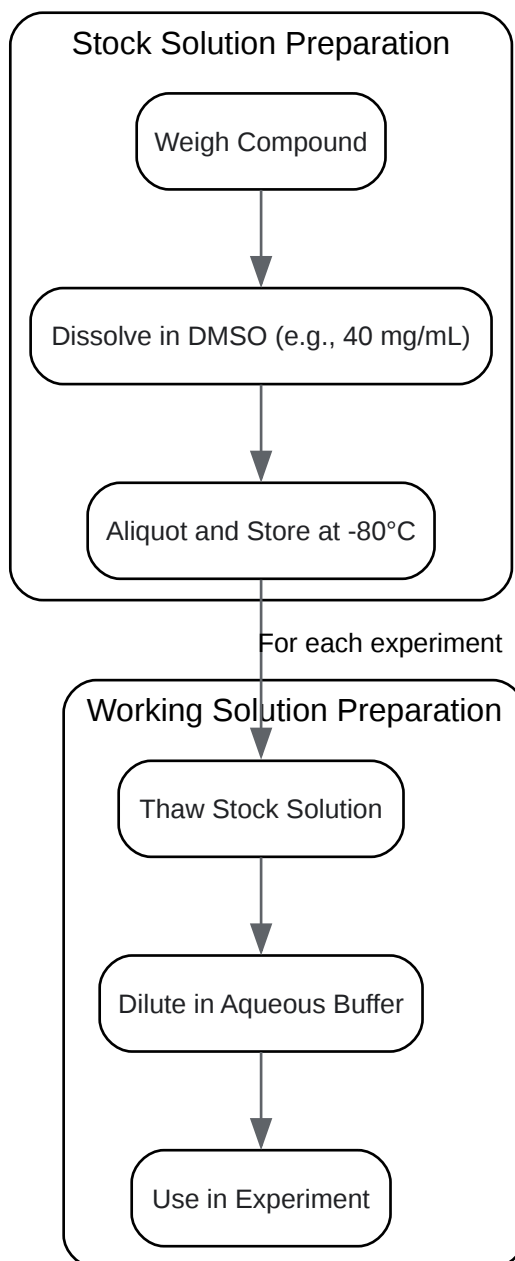 Stock Solution Preparation
Weigh Compound
Dissolve in DMSO (e.g., 40 mg/mL)
Aliquot and Store at -80°C
For each experiment
Working Solution Preparation
Thaw Stock Solution
Dilute in Aqueous Buffer
Use in Experiment